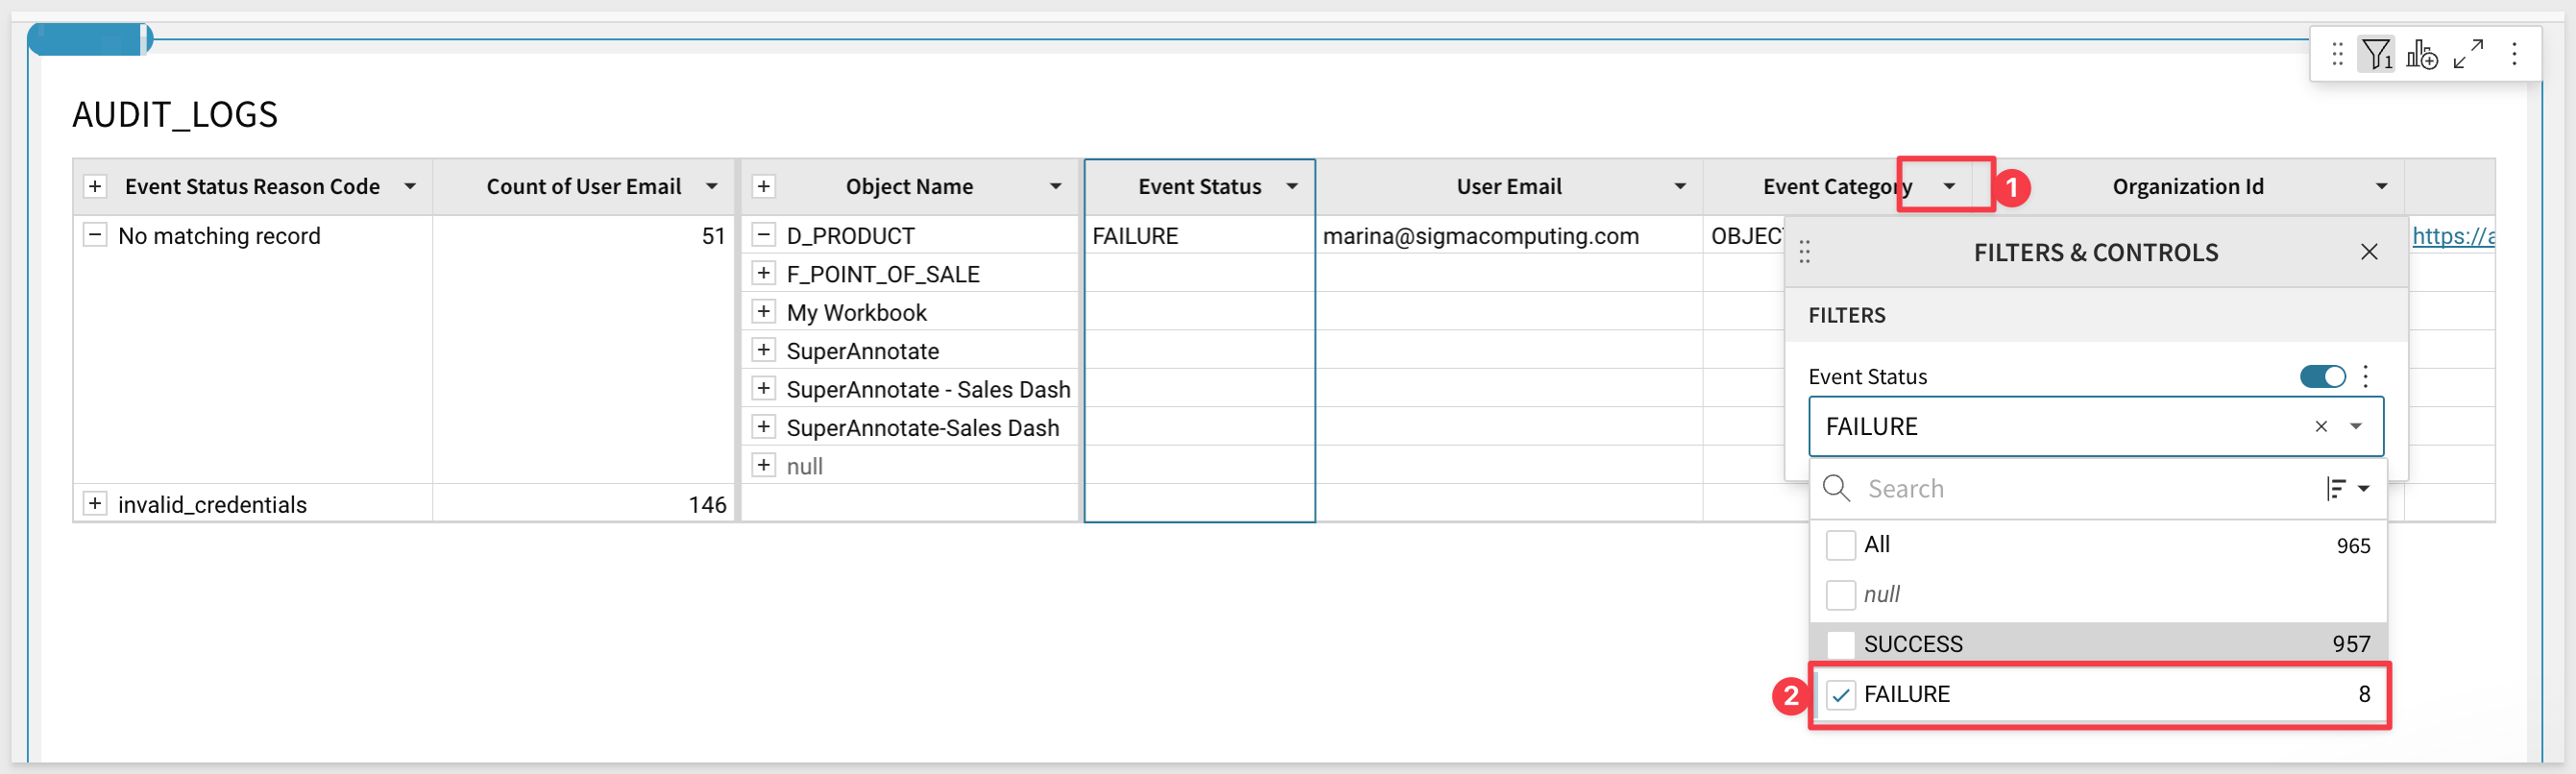 1
AUDIT_LOGS
Event Status Reason Code Count of User Email Object Name Event Status User Email Event Category 1 Organization Id
No matching record 51 D_PRODUCT FAILURE marina@sigmacomputing.com OBJEC https://a
F_POINT_OF_SALE
My Workbook
SuperAnnotate
SuperAnnotate - Sales Dash
SuperAnnotate-Sales Dash
null
invalid_credentials 146
FILTERS & CONTROLS
FILTERS
Event Status
FAILURE
Search
All 965
null
SUCCESS 957
2 FAILURE 8